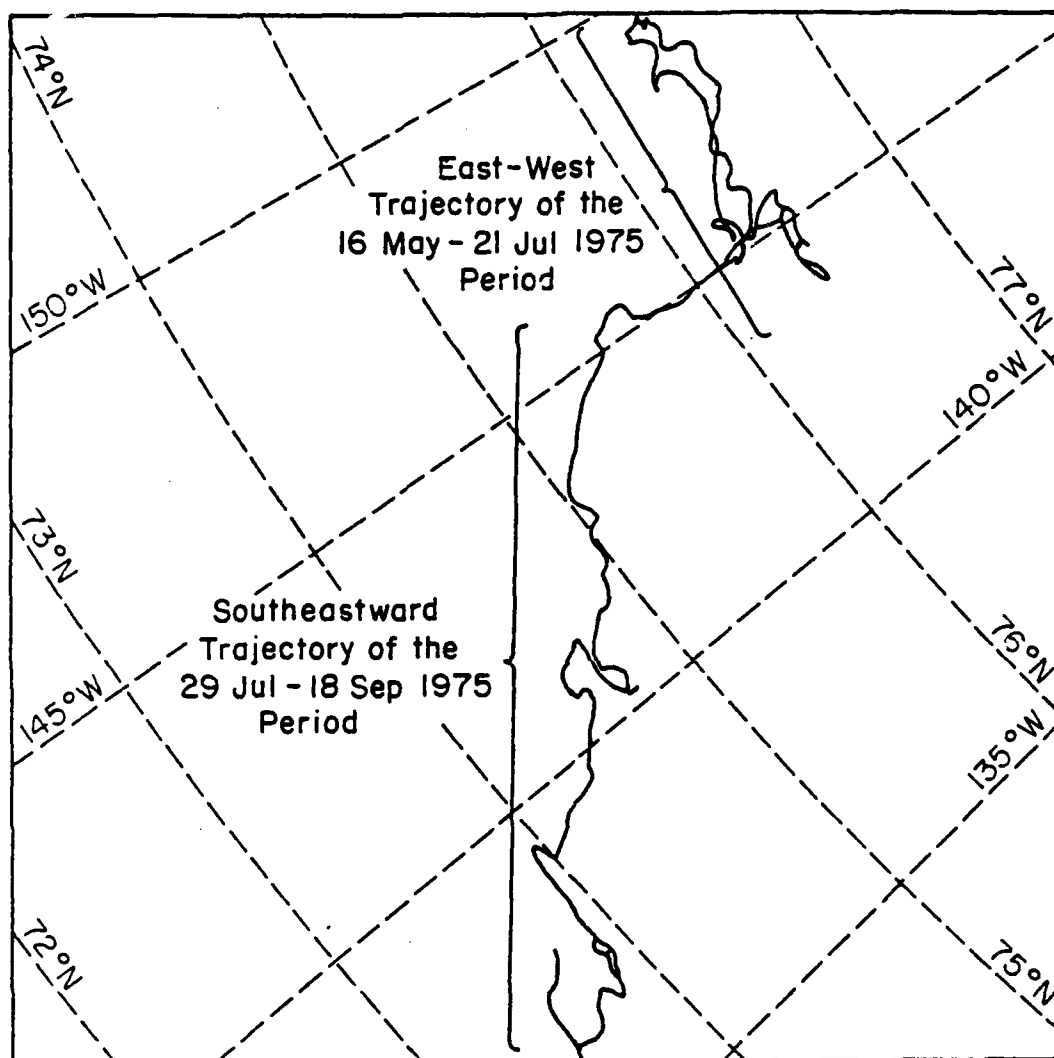 74°N
East-West
Trajectory of the
16 May - 21 Jul 1975
Period
150°W
77°N
140°W
73°N
Southeastward
Trajectory of the
29 Jul - 18 Sep 1975
Period
76°N
145°W
135°W
72°N
75°N